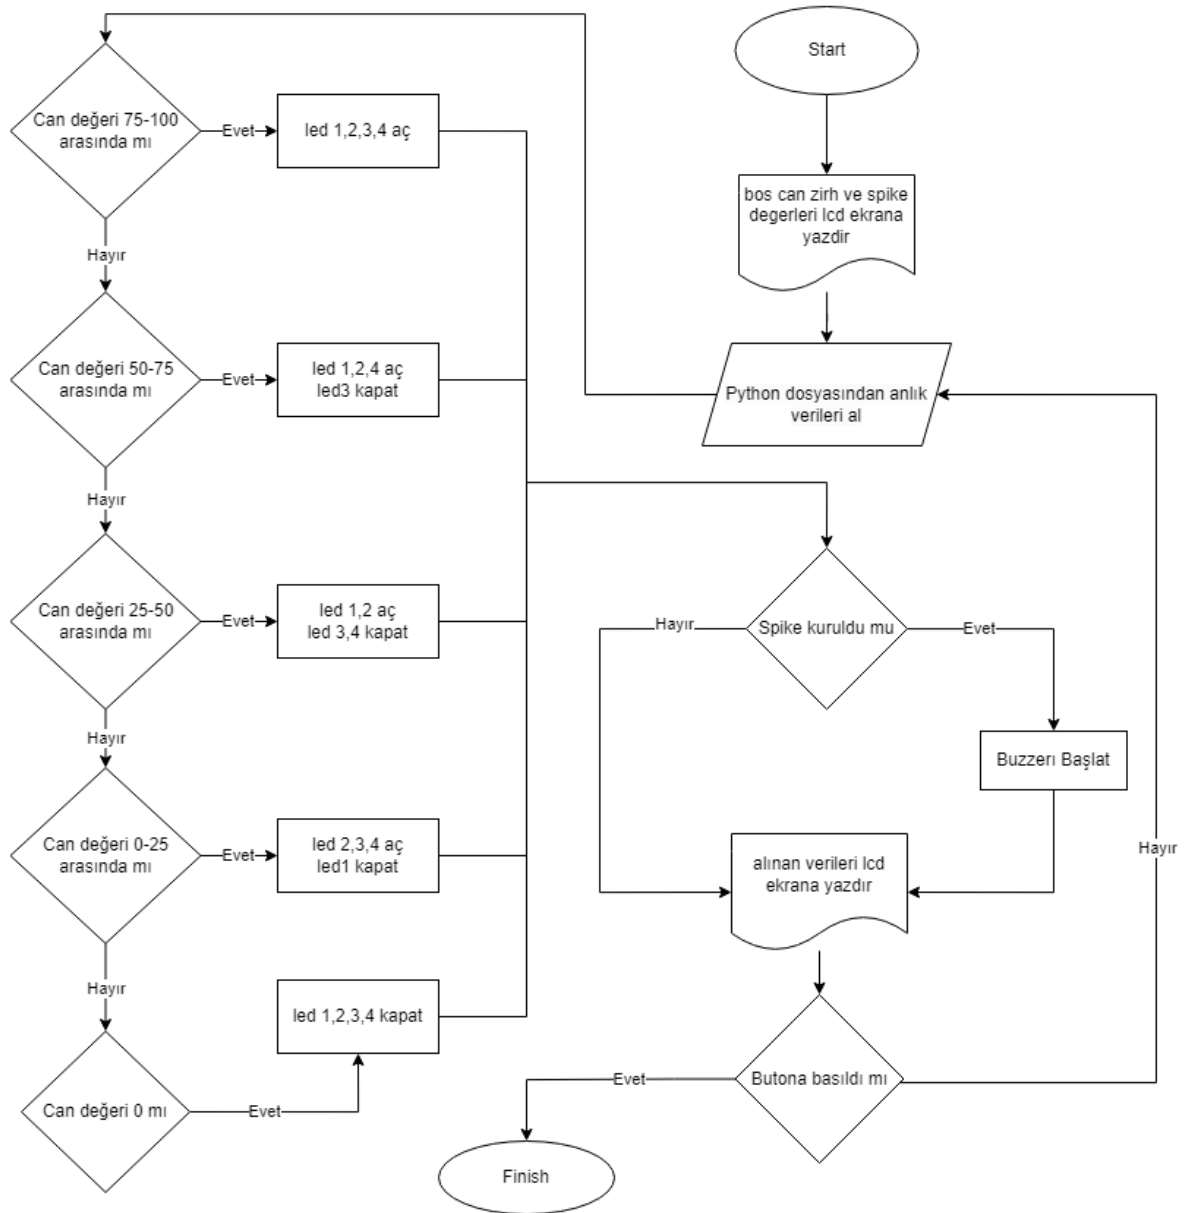 Start
bos can zirh ve spike
degerleri lcd ekrana
yazdir
Python dosyasından anlık
verileri al
Can değeri 75-100
arasında mı
Evet
led 1,2,3,4 aç
Hayır
Can değeri 50-75
arasında mı
Evet
led 1,2,4 aç
led3 kapat
Hayır
Can değeri 25-50
arasında mı
Evet
led 1,2 aç
led 3,4 kapat
Hayır
Can değeri 0-25
arasında mı
Evet
led 2,3,4 aç
led1 kapat
Hayır
Can değeri 0 mı
Evet
led 1,2,3,4 kapat
Spike kuruldu mu
Hayır
Evet
Buzzerı Başlat
alınan verileri lcd
ekrana yazdır
Butona basıldı mı
Hayır
Evet
Finish